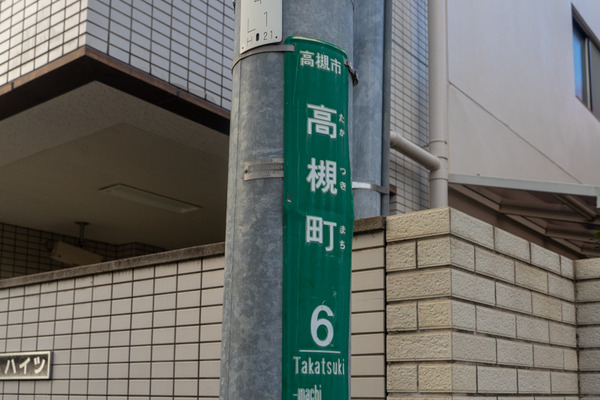 高槻市
高槻町
たか つき まち
6
Takatsuki
-machi
ハイツ